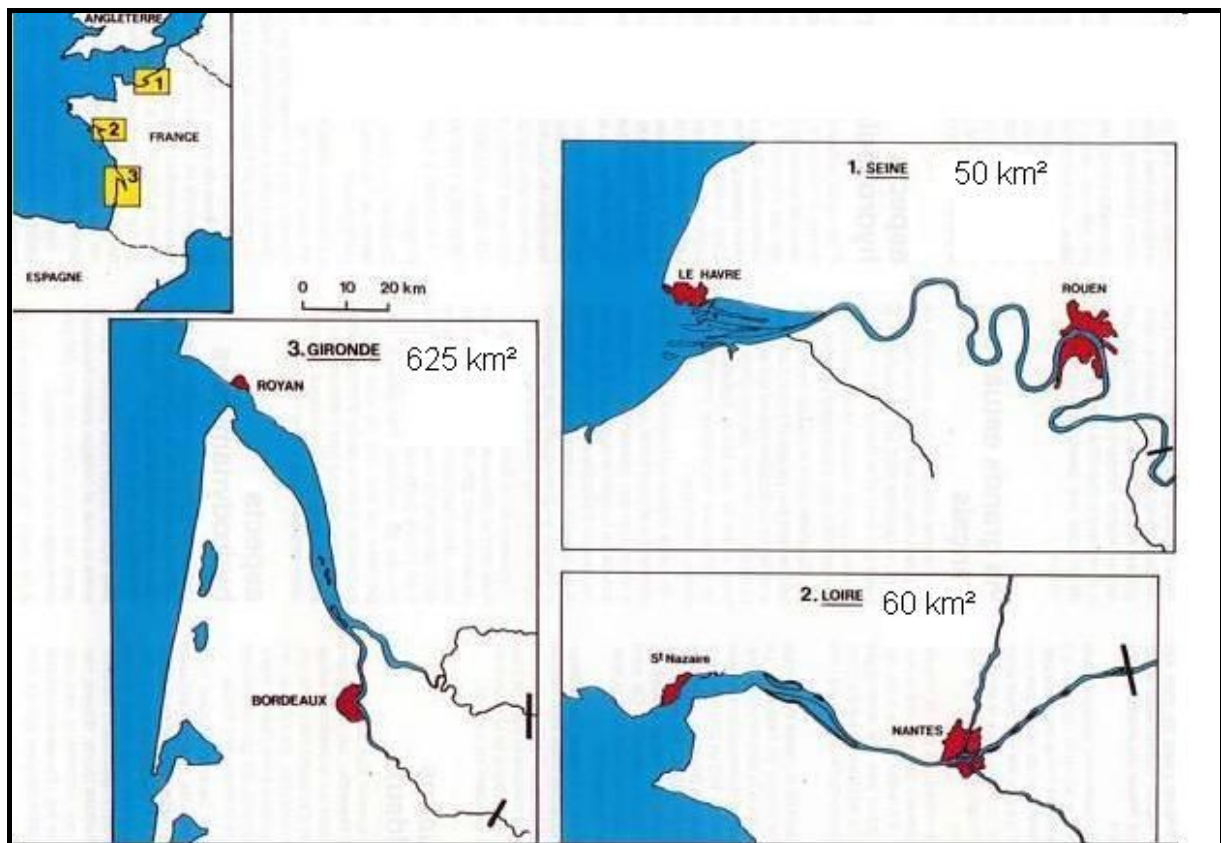 ANGLETERRE
1
2
FRANCE
3
ESPAGNE
0 10 20 km
1. SEINE 50 km²
LE HAVRE
ROUEN
3. GIRONDE 625 km²
ROYAN
BORDEAUX
2. LOIRE 60 km²
St Nazaire
NANTES